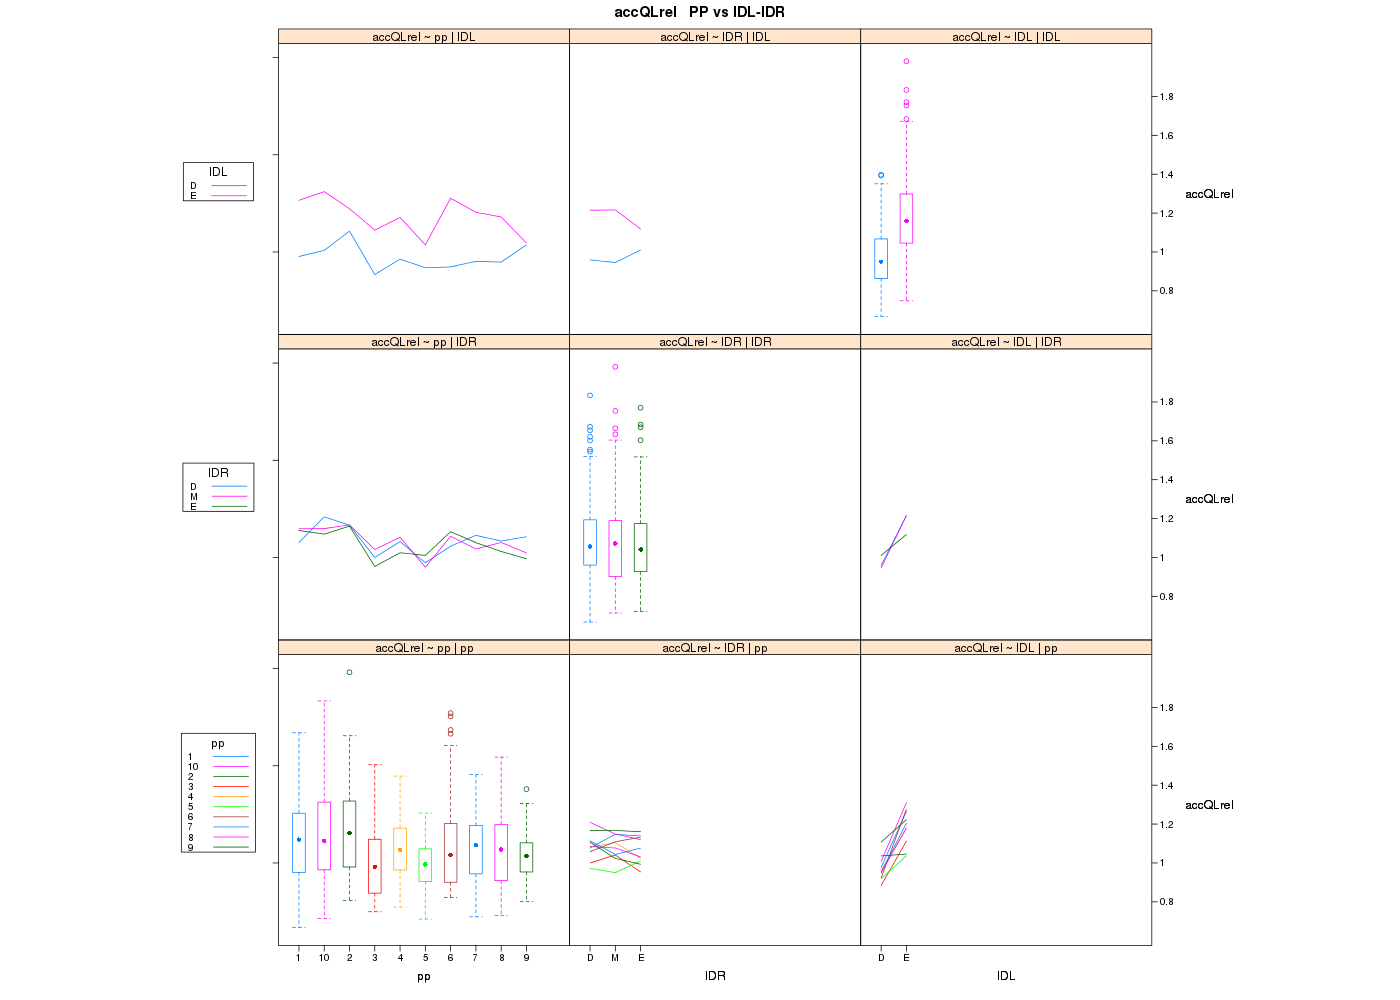 accQLrel   PP vs IDL-IDR
accQLrel ~ pp | IDL
accQLrel ~ IDR | IDL
accQLrel ~ IDL | IDL
IDL
D
E
1.8
1.6
1.4
1.2
1
0.8
accQLrel
accQLrel ~ pp | IDR
accQLrel ~ IDR | IDR
accQLrel ~ IDL | IDR
IDR
D
M
E
1.8
1.6
1.4
1.2
1
0.8
accQLrel
accQLrel ~ pp | pp
accQLrel ~ IDR | pp
accQLrel ~ IDL | pp
pp
1
10
2
3
4
5
6
7
8
9
1.8
1.6
1.4
1.2
1
0.8
accQLrel
1 10 2 3 4 5 6 7 8 9
D M E
D E
pp
IDR
IDL